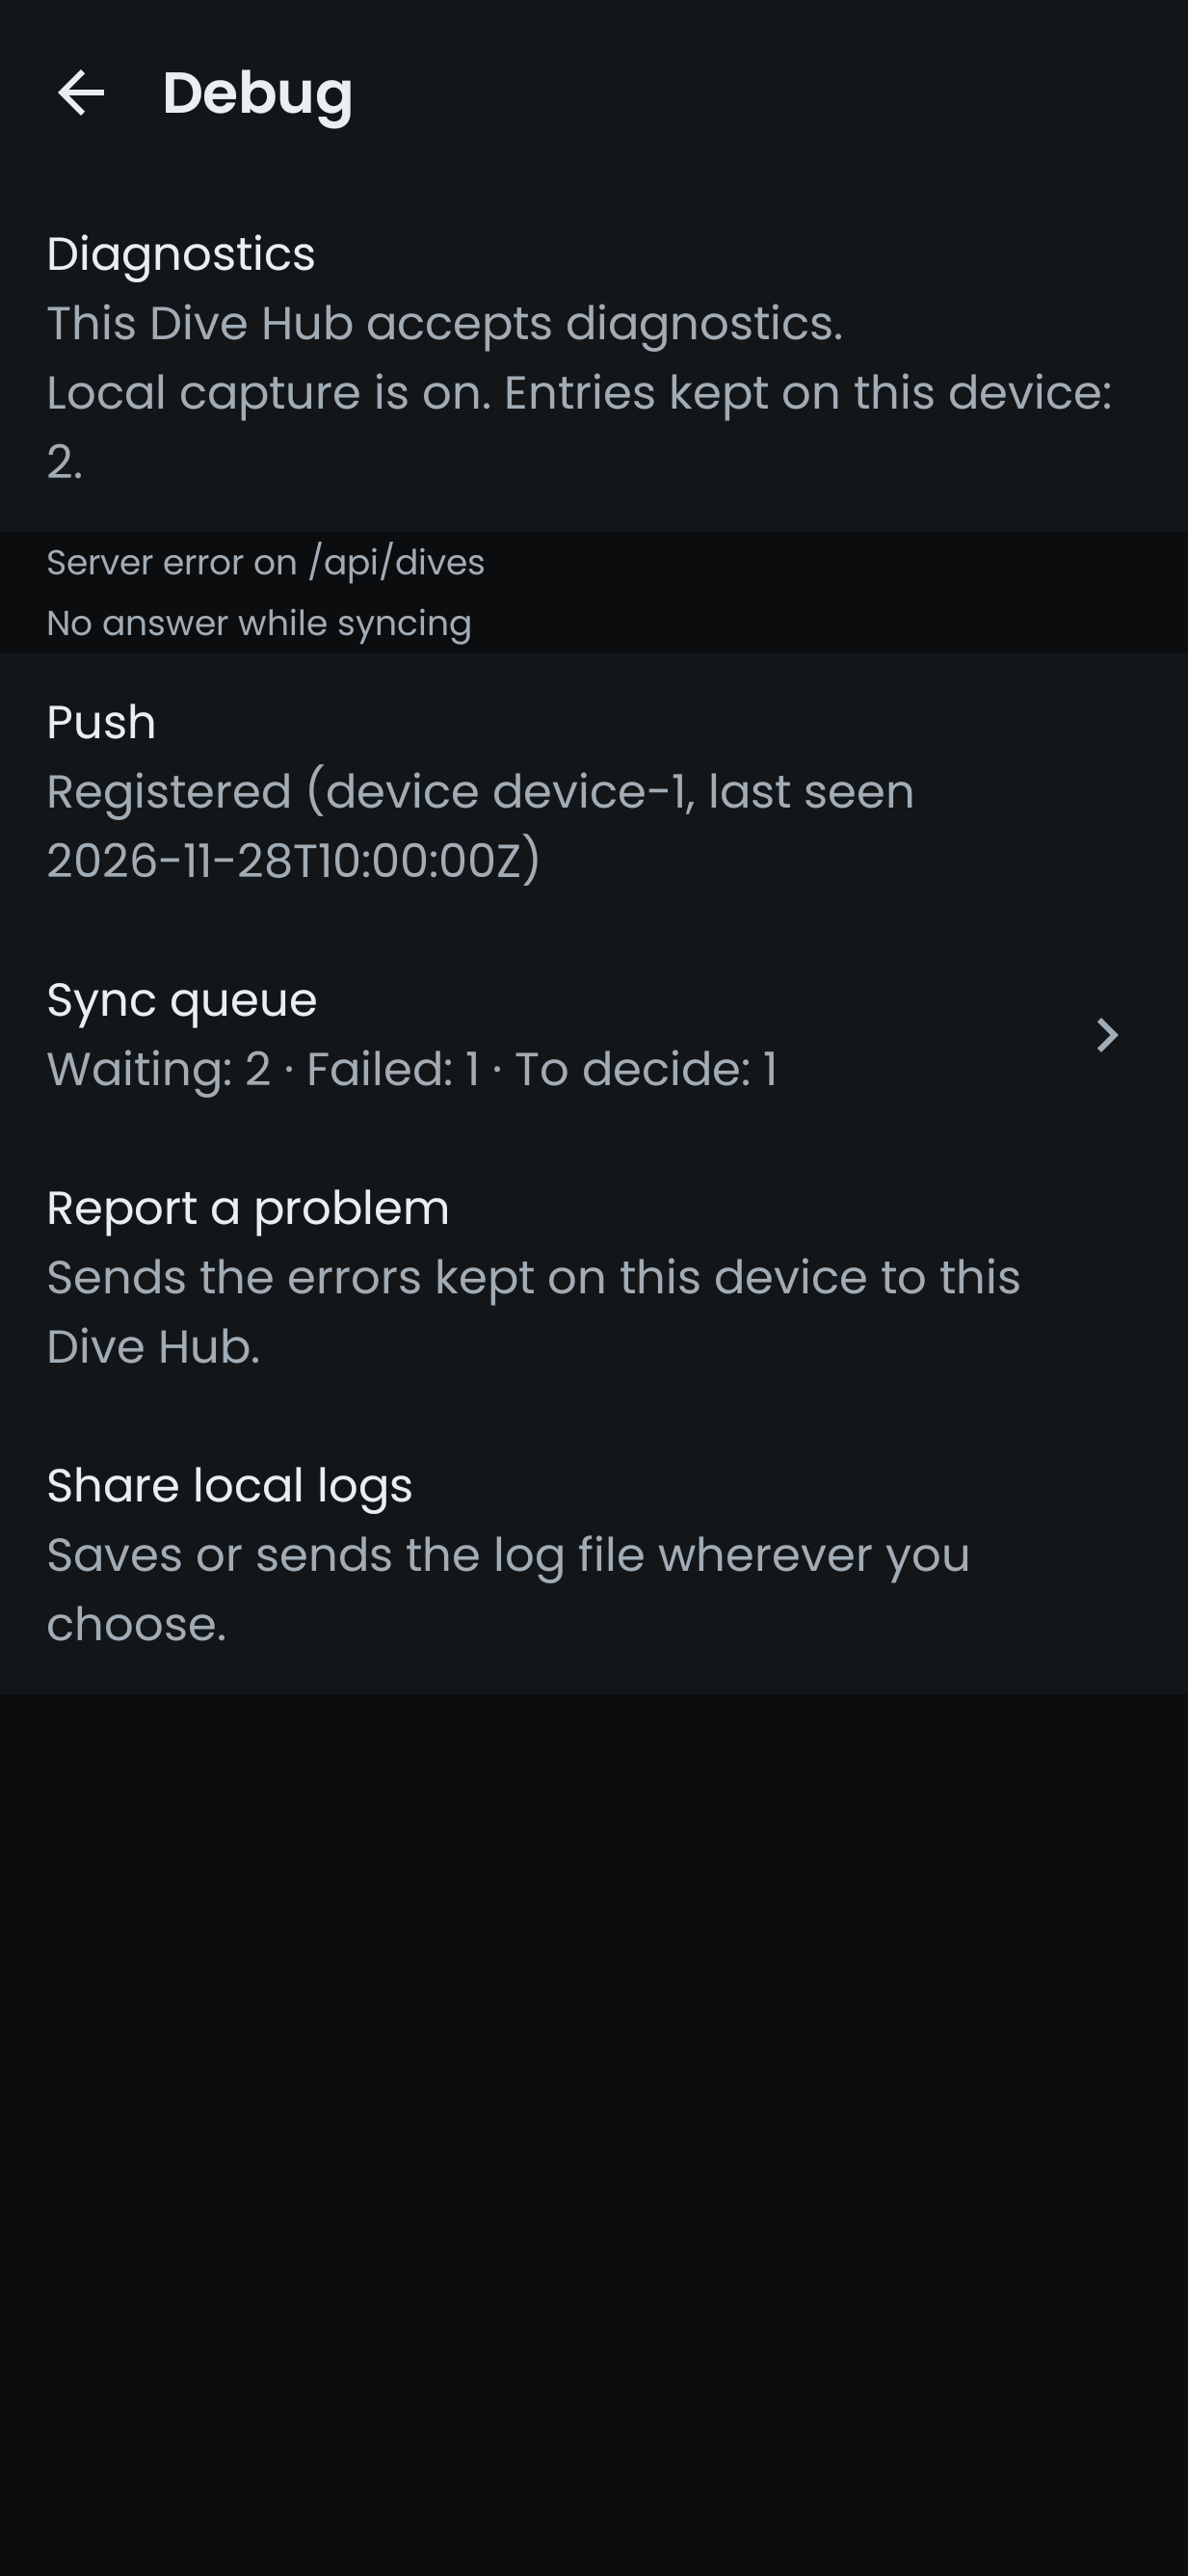 Debug
Diagnostics
This Dive Hub accepts diagnostics.
Local capture is on. Entries kept on this device:
2.
Server error on /api/dives
No answer while syncing
Push
Registered (device device-1, last seen
2026-11-28T10:00:00Z)
Sync queue
Waiting: 2 · Failed: 1 · To decide: 1
Report a problem
Sends the errors kept on this device to this
Dive Hub.
Share local logs
Saves or sends the log file wherever you
choose.